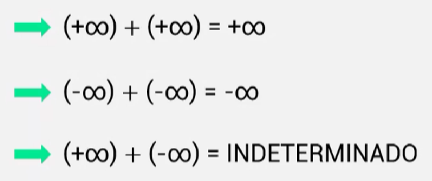 (+∞) + (+∞) = +∞
(-∞) + (-∞) = -∞
(+∞) + (-∞) = INDETERMINADO